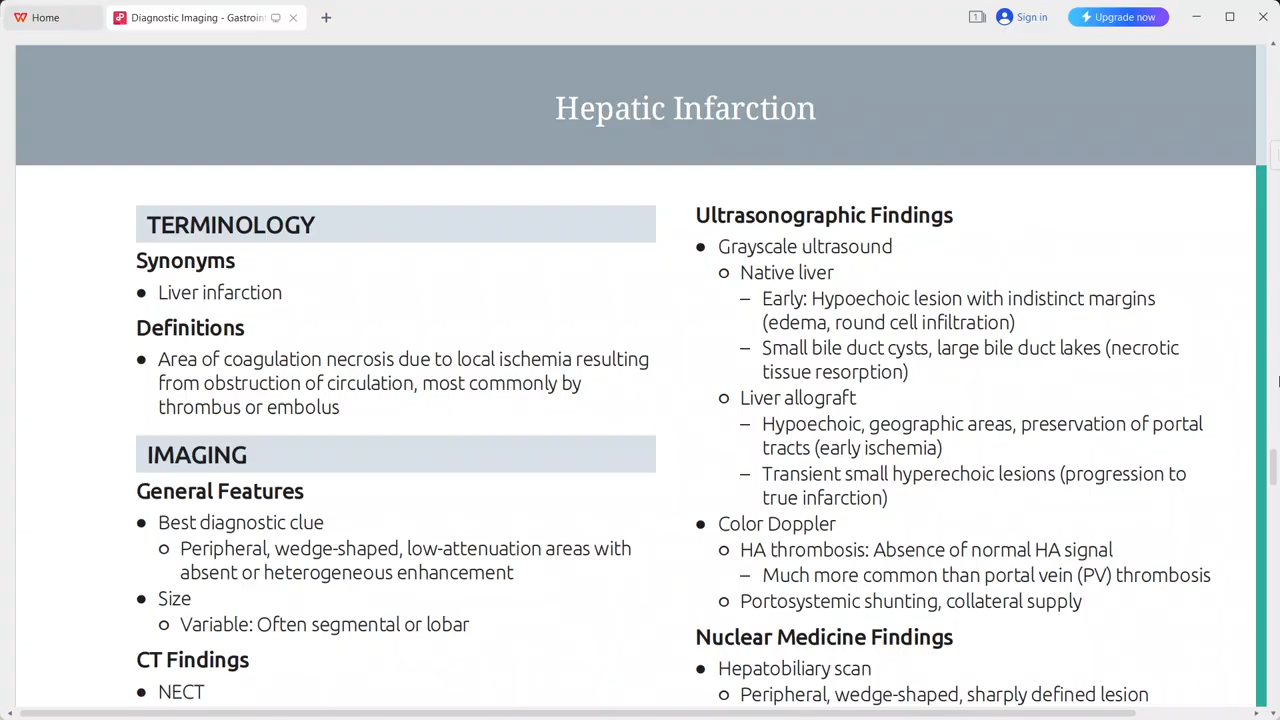 Home
Diagnostic Imaging - Gastroint
1
Sign in
Upgrade now
Hepatic Infarction
TERMINOLOGY
Synonyms
● Liver infarction
Definitions
● Area of coagulation necrosis due to local ischemia resulting
from obstruction of circulation, most commonly by
thrombus or embolus
IMAGING
General Features
● Best diagnostic clue
○ Peripheral, wedge-shaped, low-attenuation areas with
absent or heterogeneous enhancement
● Size
○ Variable: Often segmental or lobar
CT Findings
● NECT
Ultrasonographic Findings
● Grayscale ultrasound
○ Native liver
– Early: Hypoechoic lesion with indistinct margins
(edema, round cell infiltration)
– Small bile duct cysts, large bile duct lakes (necrotic
tissue resorption)
○ Liver allograft
– Hypoechoic, geographic areas, preservation of portal
tracts (early ischemia)
– Transient small hyperechoic lesions (progression to
true infarction)
● Color Doppler
○ HA thrombosis: Absence of normal HA signal
– Much more common than portal vein (PV) thrombosis
○ Portosystemic shunting, collateral supply
Nuclear Medicine Findings
● Hepatobiliary scan
○ Peripheral, wedge-shaped, sharply defined lesion